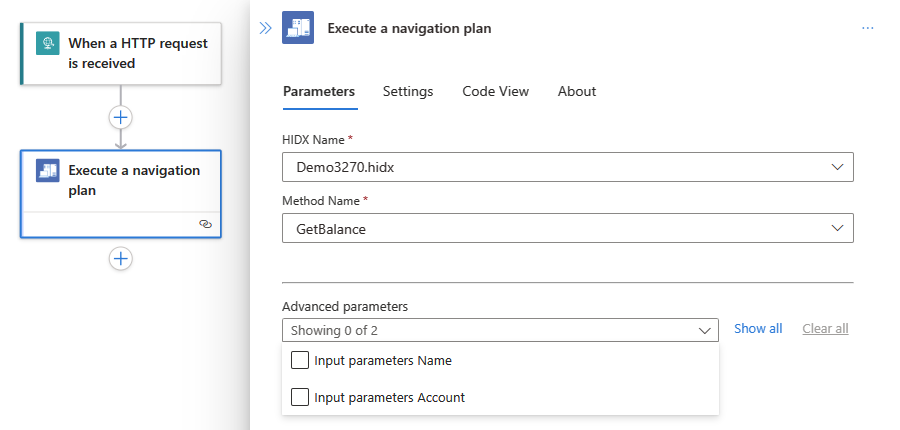 When a HTTP request
is received
Execute a navigation
plan
Execute a navigation plan
Parameters Settings Code View About
HIDX Name *
Demo3270.hidx
Method Name *
GetBalance
Advanced parameters
Showing 0 of 2 Show all Clear all
Input parameters Name
Input parameters Account